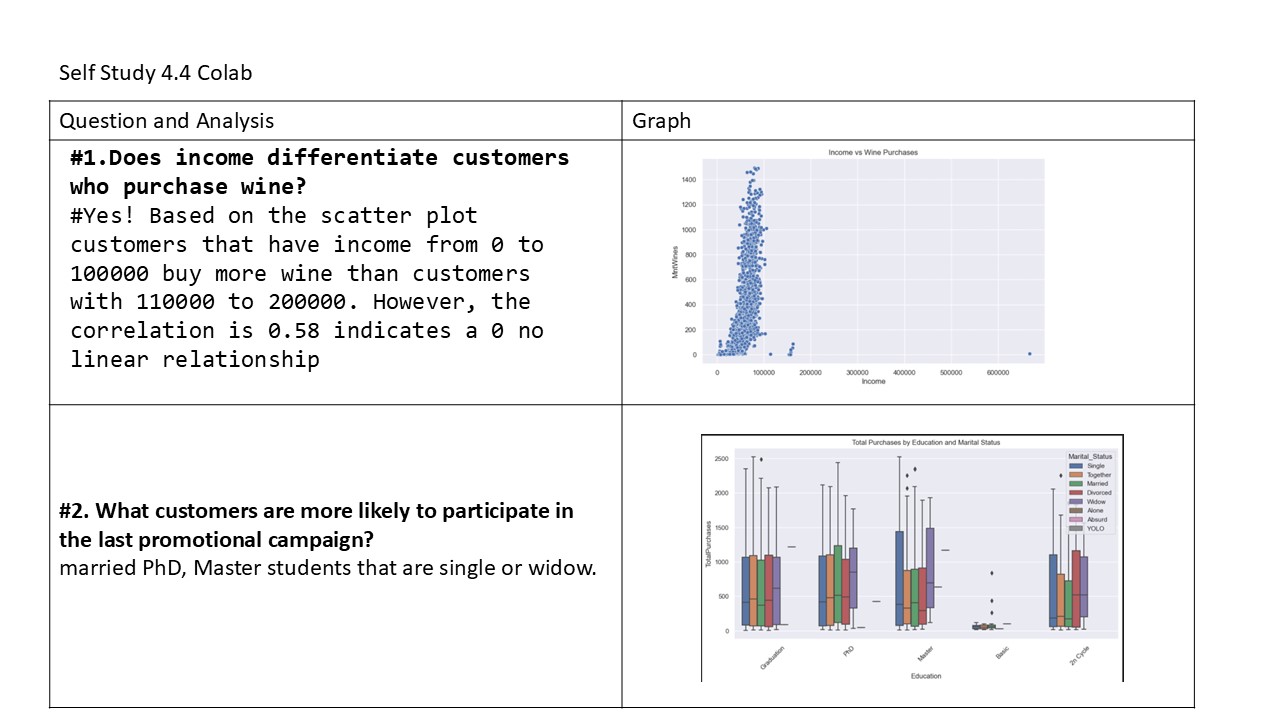 Self Study 4.4 Colab
Question and Analysis
Graph
#1.Does income differentiate customers
who purchase wine?
#Yes! Based on the scatter plot
customers that have income from 0 to
100000 buy more wine than customers
with 110000 to 200000. However, the
correlation is 0.58 indicates a 0 no
linear relationship
Income vs Wine Purchases
MntWines
1400
1200
1000
800
600
400
200
0
0 100000 200000 300000 400000 500000 600000
Income
#2. What customers are more likely to participate in
the last promotional campaign?
married PhD, Master students that are single or widow.
Total Purchases by Education and Marital Status
TotalPurchases
2500
2000
1500
1000
500
0
Marital_Status
Single
Together
Married
Divorced
Widow
Alone
Absurd
YOLO
Graduation PhD Master Basic 2n Cycle
Education